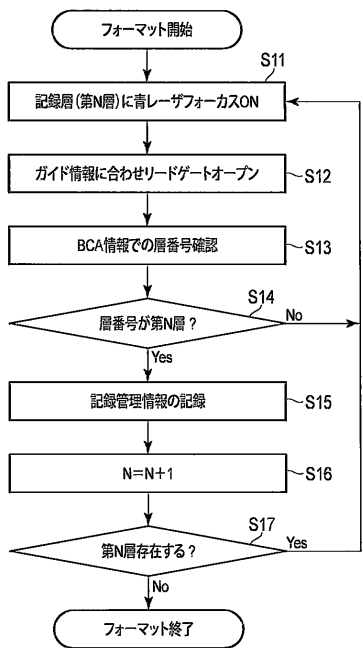 フォーマット開始
S11
記録層(第N層)に青レーザフォーカスON
ガイド情報に合わせリードゲートオープン
S12
BCA情報での層番号確認
S13
S14
層番号が第N層?
No
Yes
記録管理情報の記録
S15
N=N+1
S16
S17
第N層存在する?
Yes
No
フォーマット終了